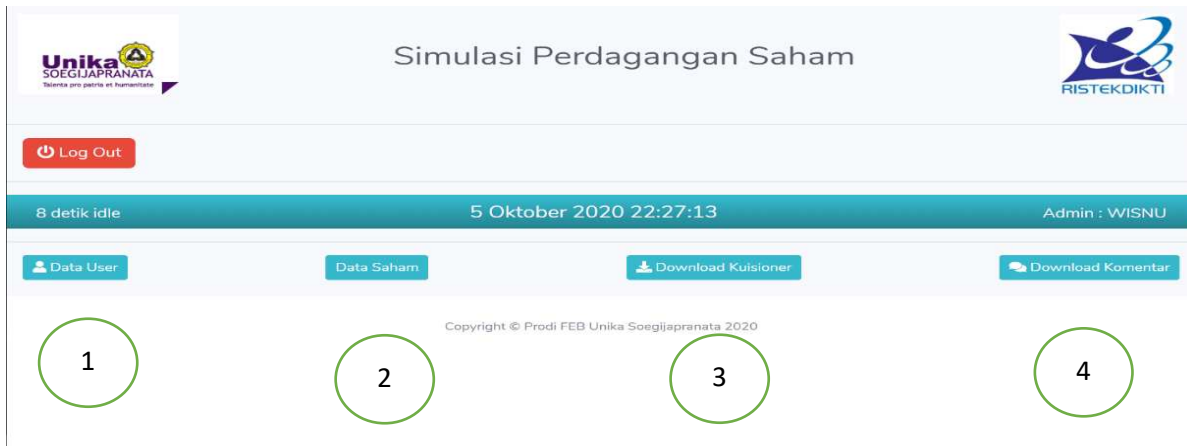 Unika
SOEGIJAPRANATA
Talenta pro patria et humanitate
Simulasi Perdagangan Saham
RISTEKDIKTI
Log Out
8 detik idle
5 Oktober 2020 22:27:13
Admin : WISNU
Data User
Data Saham
Download Kuisioner
Download Komentar
Copyright © Prodi FEB Unika Soegijapranata 2020
1
2
3
4